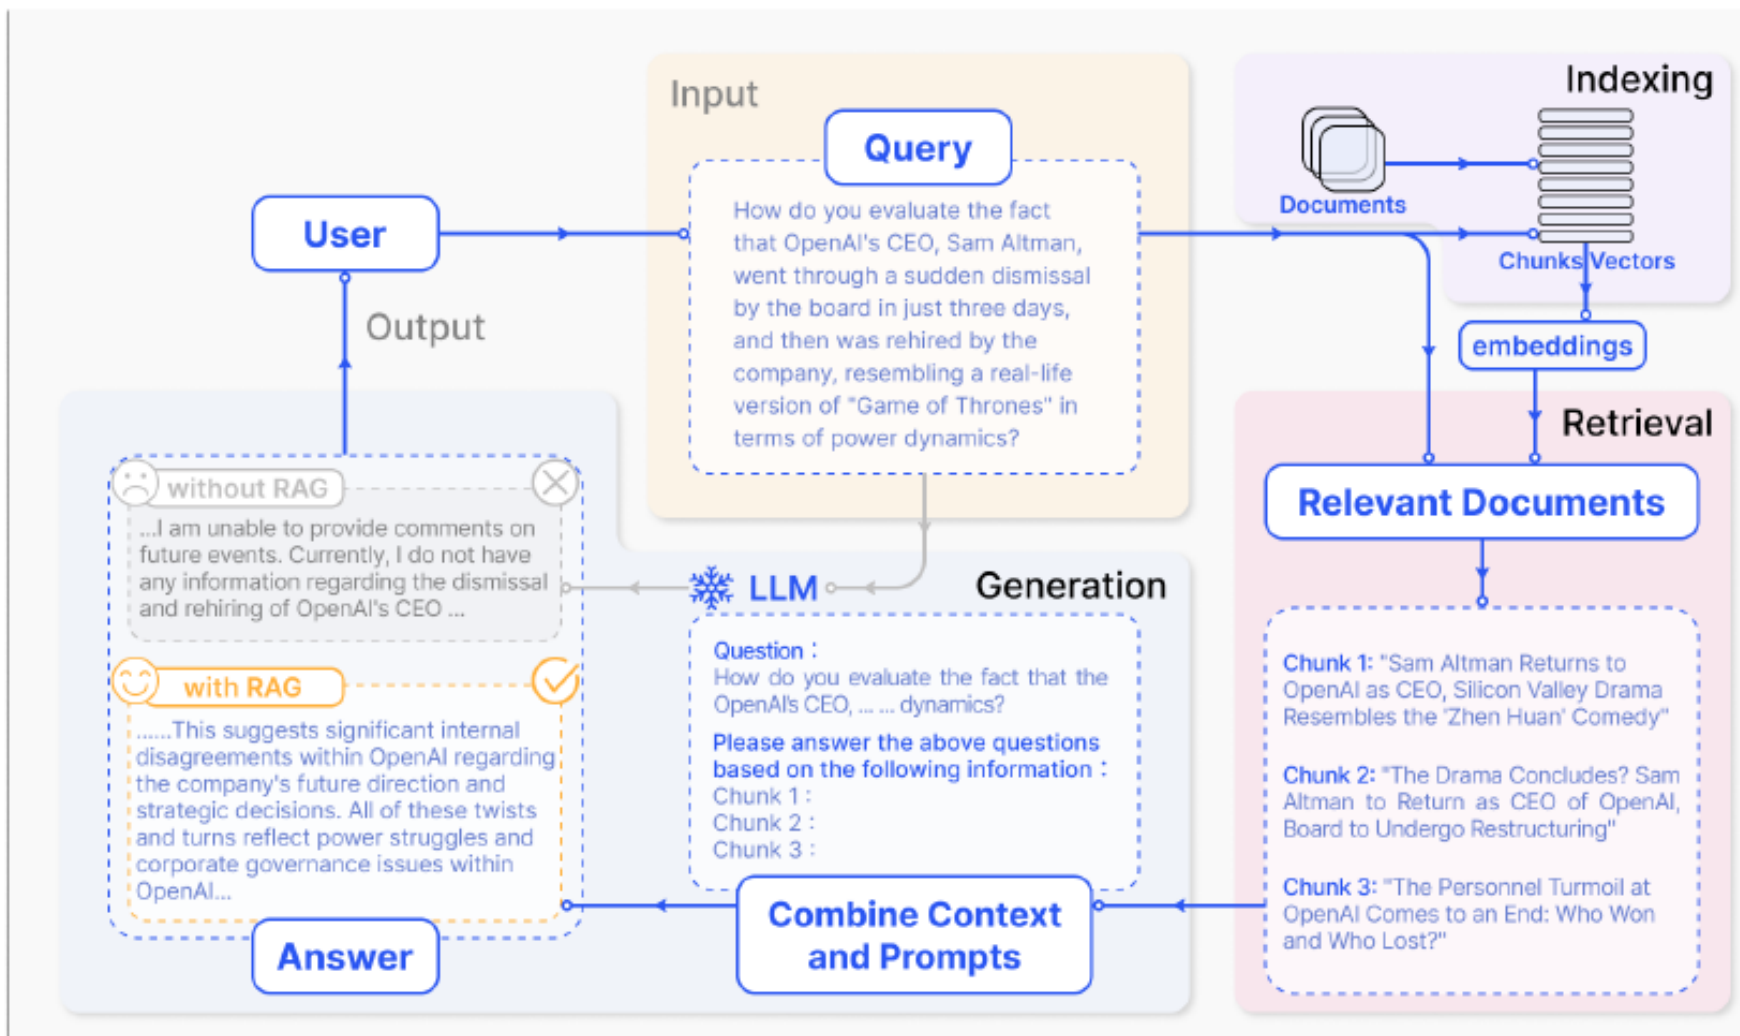 Input
Query
How do you evaluate the fact
that OpenAI's CEO, Sam Altman,
went through a sudden dismissal
by the board in just three days,
and then was rehired by the
company, resembling a real-life
version of "Game of Thrones" in
terms of power dynamics?
Indexing
Documents
Chunks Vectors
embeddings
User
Output
Retrieval
Relevant Documents
Chunk 1: "Sam Altman Returns to
OpenAI as CEO, Silicon Valley Drama
Resembles the 'Zhen Huan' Comedy"
Chunk 2: "The Drama Concludes? Sam
Altman to Return as CEO of OpenAI,
Board to Undergo Restructuring"
Chunk 3: "The Personnel Turmoil at
OpenAI Comes to an End: Who Won
and Who Lost?"
Generation
LLM
Question :
How do you evaluate the fact that the
OpenAI's CEO, ... ... dynamics?
Please answer the above questions
based on the following information :
Chunk 1 :
Chunk 2 :
Chunk 3 :
Combine Context
and Prompts
without RAG
...I am unable to provide comments on
future events. Currently, I do not have
any information regarding the dismissal
and rehiring of OpenAI's CEO ...
with RAG
......This suggests significant internal
disagreements within OpenAI regarding
the company's future direction and
strategic decisions. All of these twists
and turns reflect power struggles and
corporate governance issues within
OpenAI...
Answer